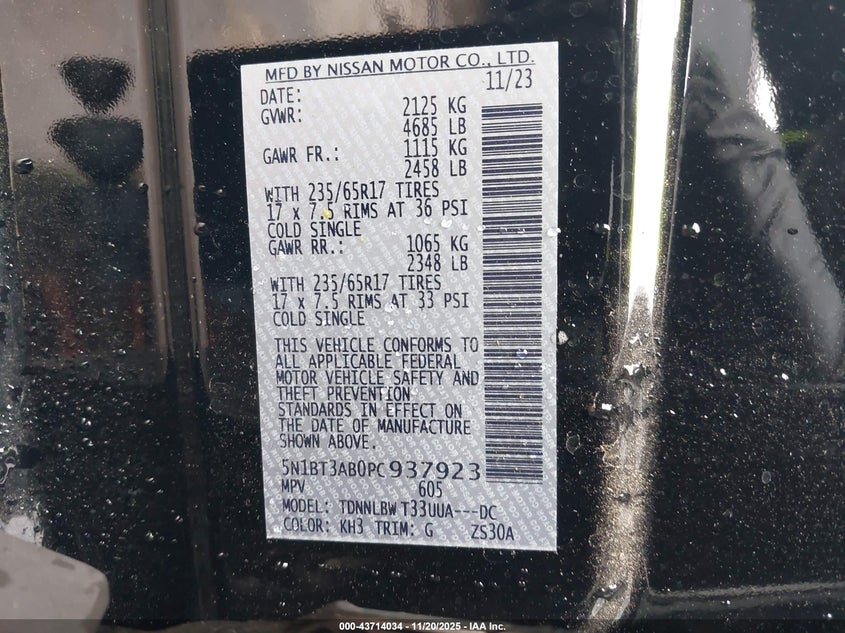 MFD BY NISSAN MOTOR CO., LTD.
DATE: 11/23
GVWR: 2125 KG
4685 LB
GAWR FR.: 1115 KG
2458 LB
WITH 235/65R17 TIRES
17 x 7.5 RIMS AT 36 PSI
COLD SINGLE
GAWR RR.: 1065 KG
2348 LB
WITH 235/65R17 TIRES
17 x 7.5 RIMS AT 33 PSI
COLD SINGLE
THIS VEHICLE CONFORMS TO
ALL APPLICABLE FEDERAL
MOTOR VEHICLE SAFETY AND
THEFT PREVENTION
STANDARDS IN EFFECT ON
THE DATE OF MANUFACTURE
SHOWN ABOVE.
5N1BT3AB0PC937923
MPV 605
MODEL: TDNNLBW T33UUA---DC
COLOR: KH3 TRIM: G ZS30A
000-43714034 - 11/20/2025 - IAA Inc.